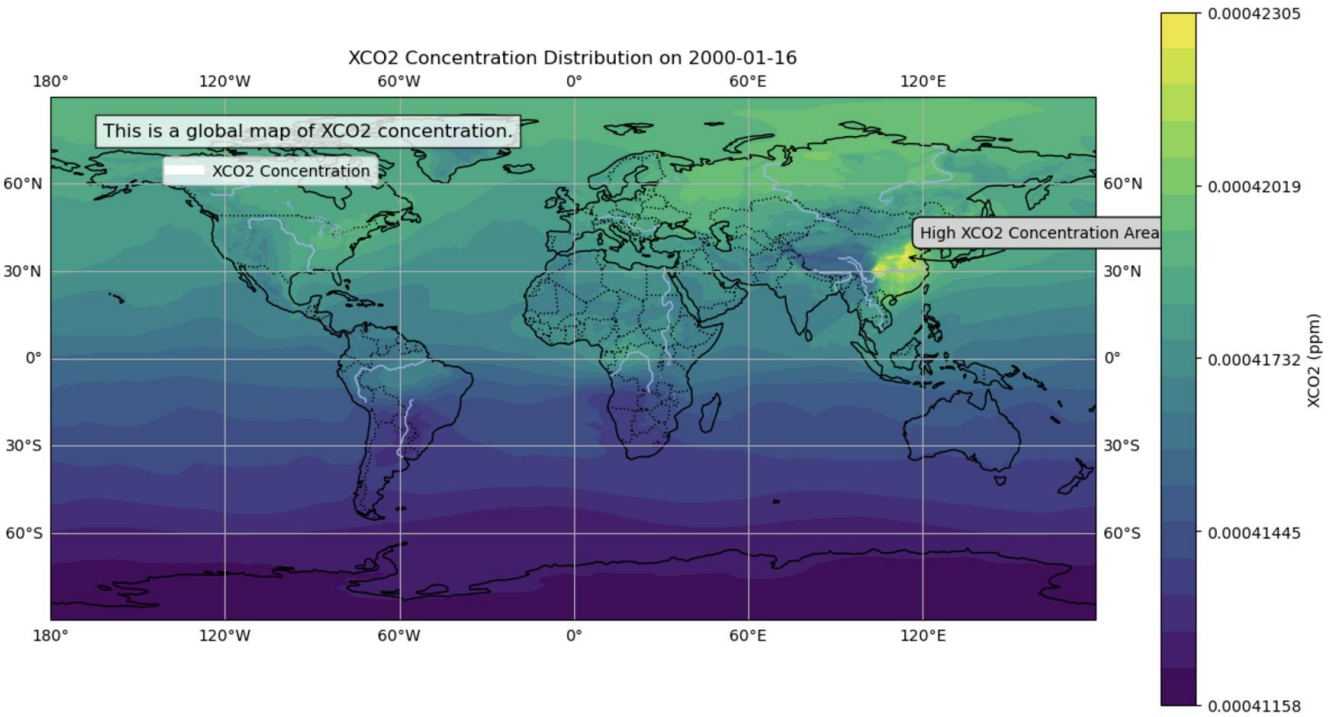 XCO2 Concentration Distribution on 2000-01-16
180° 120°W 60°W 0° 60°E 120°E
This is a global map of XCO2 concentration.
XCO2 Concentration
High XCO2 Concentration Area
60°N 60°N
30°N 30°N
0° 0°
30°S 30°S
60°S 60°S
180° 120°W 60°W 0° 60°E 120°E
0.00042305
0.00042019
0.00041732
0.00041445
0.00041158
XCO2 (ppm)